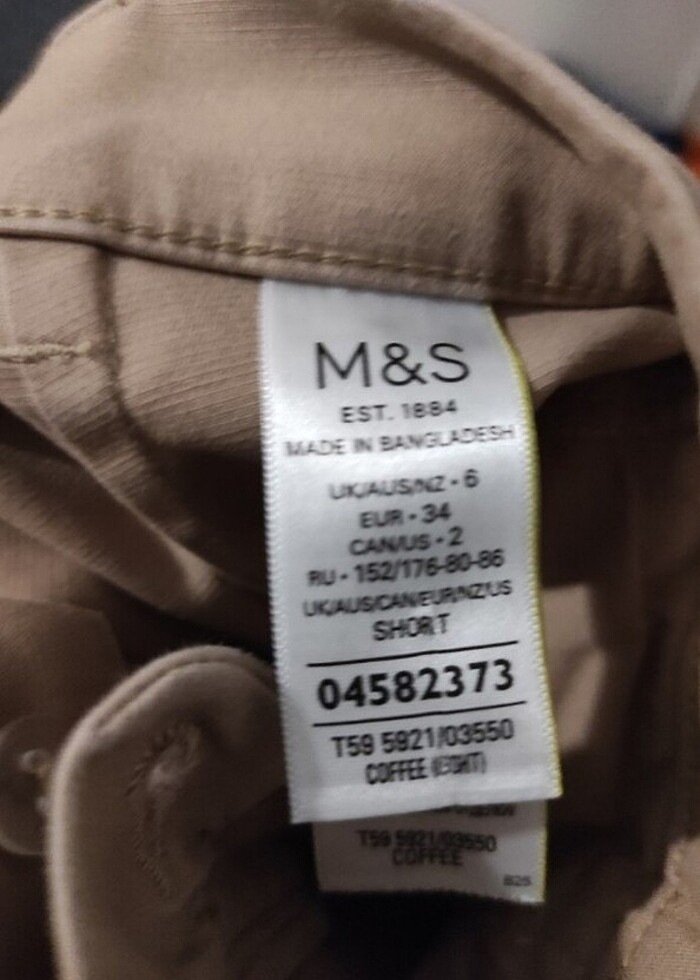 M&S
EST. 1884
MADE IN BANGLADESH
UK/AUS/NZ - 6
EUR - 34
CAN/US - 2
RU - 152/176-80-86
UK/AUS/CAN/EUR/NZ/US
SHORT
04582373
T59 5921/03550
COFFEE
T59 5921/03550
COFFEE